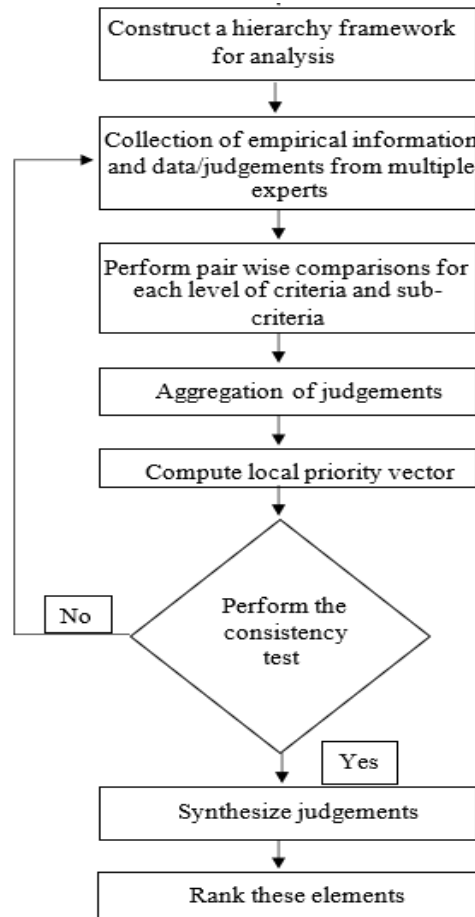 Construct a hierarchy framework
for analysis
Collection of empirical information
and data/judgements from multiple
experts
Perform pair wise comparisons for
each level of criteria and sub-
criteria
Aggregation of judgements
Compute local priority vector
No
Perform the
consistency
test
Yes
Synthesize judgements
Rank these elements